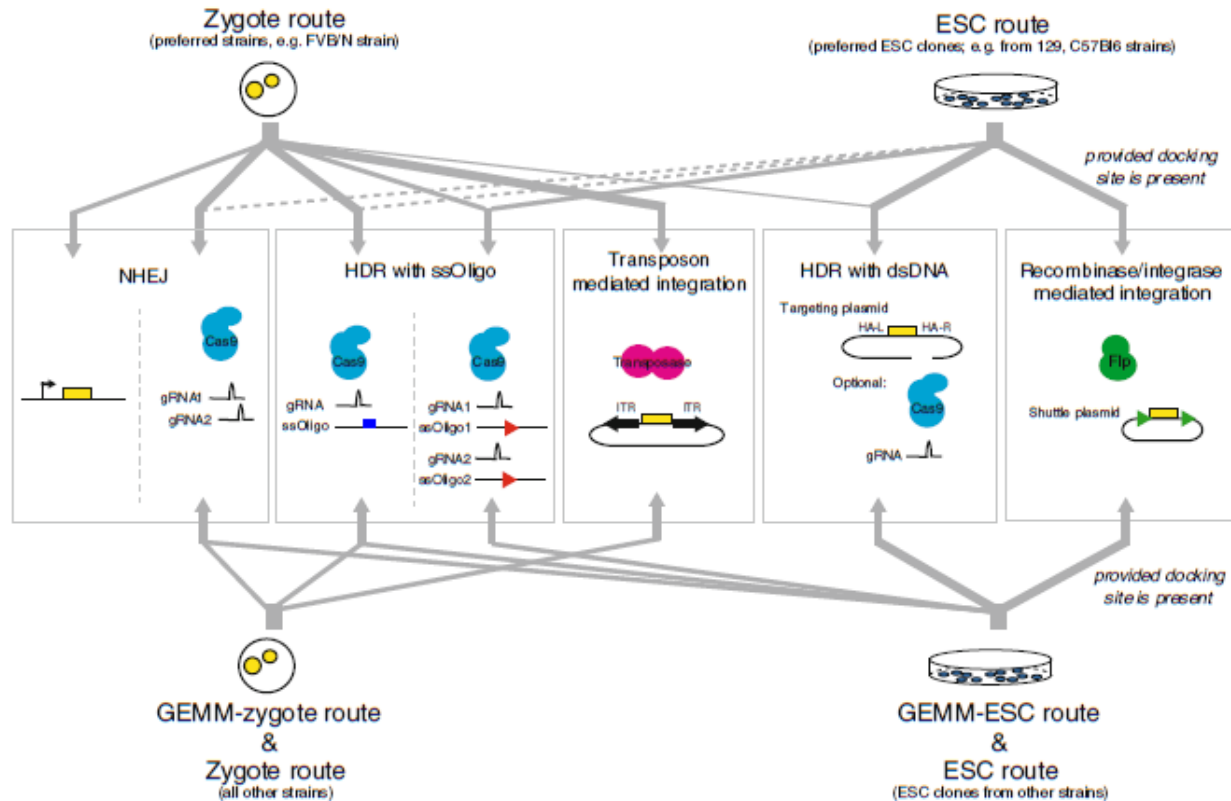 Zygote route
(preferred strains, e.g. FVB/N strain)
ESC route
(preferred ESC clones; e.g. from 129, C57Bl6 strains)
provided docking
site is present
NHEJ
Cas9
gRNA1
gRNA2
HDR with ssOligo
Cas9
gRNA
ssOligo
Cas9
gRNA1
ssOligo1
gRNA2
ssOligo2
Transposon
mediated integration
Transposase
ITR
ITR
HDR with dsDNA
Targeting plasmid
HA-L
HA-R
Optional:
Cas9
gRNA
Recombinase/integrase
mediated integration
Flp
Shuttle plasmid
provided docking
site is present
GEMM-zygote route
&
Zygote route
(all other strains)
GEMM-ESC route
&
ESC route
(ESC clones from other strains)